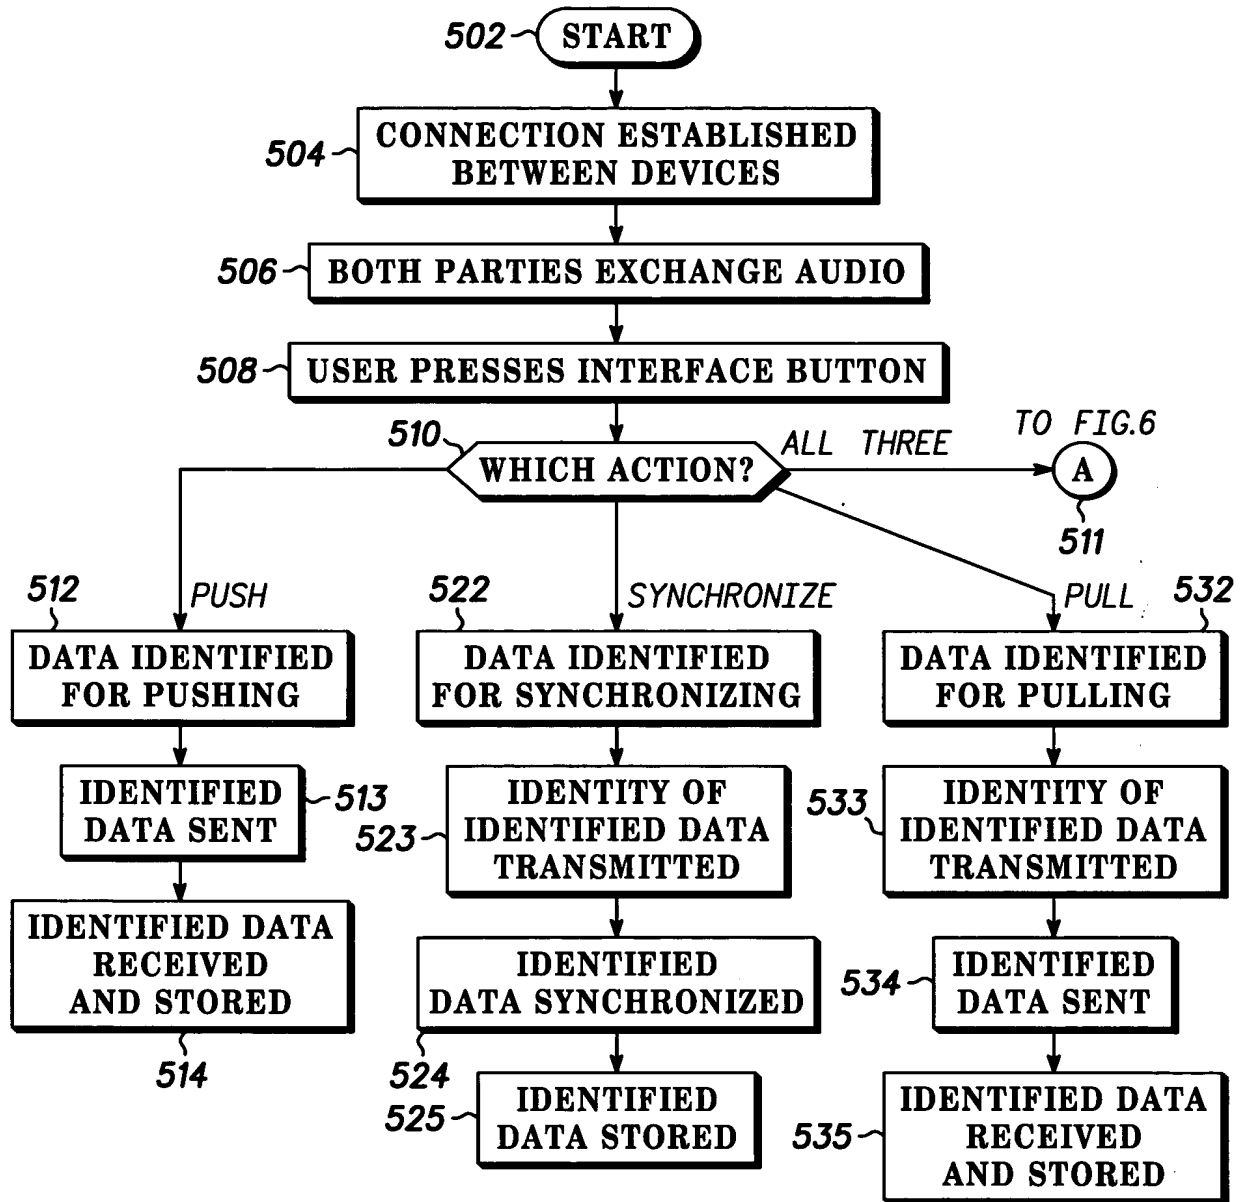 502
START
504
CONNECTION ESTABLISHED
BETWEEN DEVICES
506
BOTH PARTIES EXCHANGE AUDIO
508
USER PRESSES INTERFACE BUTTON
510
WHICH ACTION?
ALL THREE
TO FIG.6
A
511
512
PUSH
DATA IDENTIFIED
FOR PUSHING
IDENTIFIED
DATA SENT
513
IDENTIFIED DATA
RECEIVED
AND STORED
514
522
SYNCHRONIZE
DATA IDENTIFIED
FOR SYNCHRONIZING
523
IDENTITY OF
IDENTIFIED DATA
TRANSMITTED
IDENTIFIED
DATA SYNCHRONIZED
524
525
IDENTIFIED
DATA STORED
PULL
532
DATA IDENTIFIED
FOR PULLING
533
IDENTITY OF
IDENTIFIED DATA
TRANSMITTED
534
IDENTIFIED
DATA SENT
535
IDENTIFIED DATA
RECEIVED
AND STORED